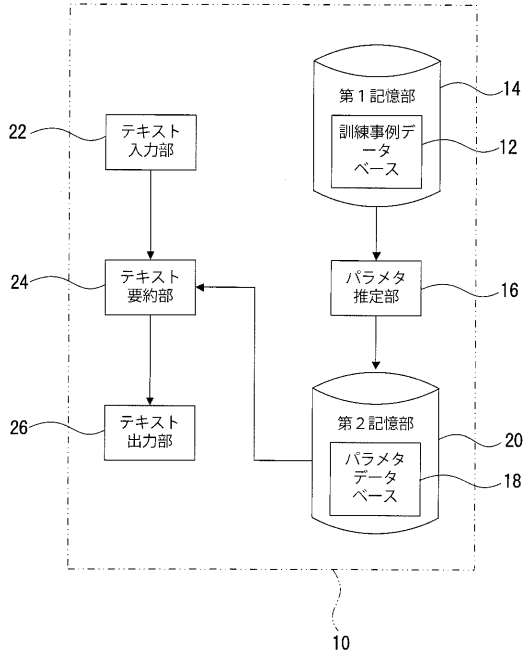 第1記憶部
14
訓練事例デ
ータ
ベース
12
22
テキスト
入力部
24
テキスト
要約部
パラメタ
推定部
16
26
テキスト
出力部
第2記憶部
20
パラメタ
データ
ベース
18
10